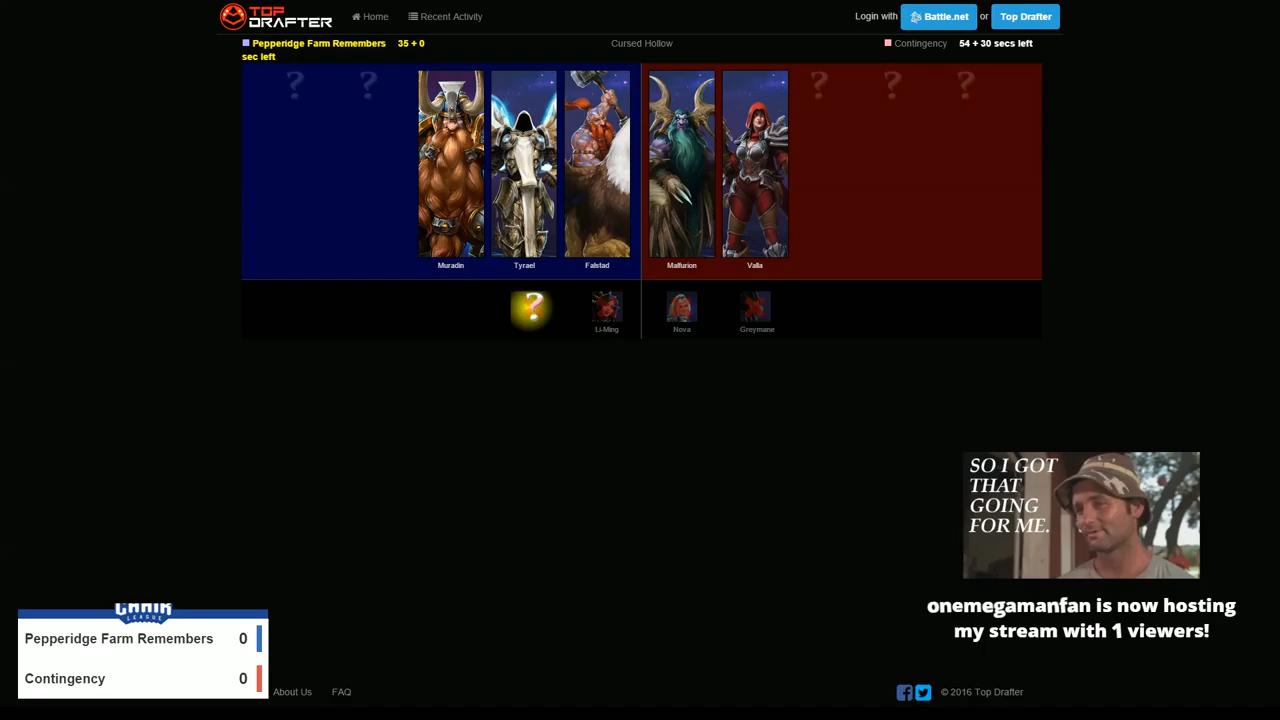 TOP DRAFTER
Home
Recent Activity
Login with Battle.net or Top Drafter
Pepperidge Farm Remembers 35 + 0
sec left
Cursed Hollow
Contingency 54 + 30 secs left
? ? ? ? ?
Muradin Tyrael Falstad Malfurion Valla
?
Li-Ming Nova Greymane
SO I GOT
THAT
GOING
FOR ME.
onemegamanfan is now hosting
my stream with 1 viewers!
CHAIR
LEAGUE
Pepperidge Farm Remembers 0
Contingency 0
About Us FAQ
© 2016 Top Drafter